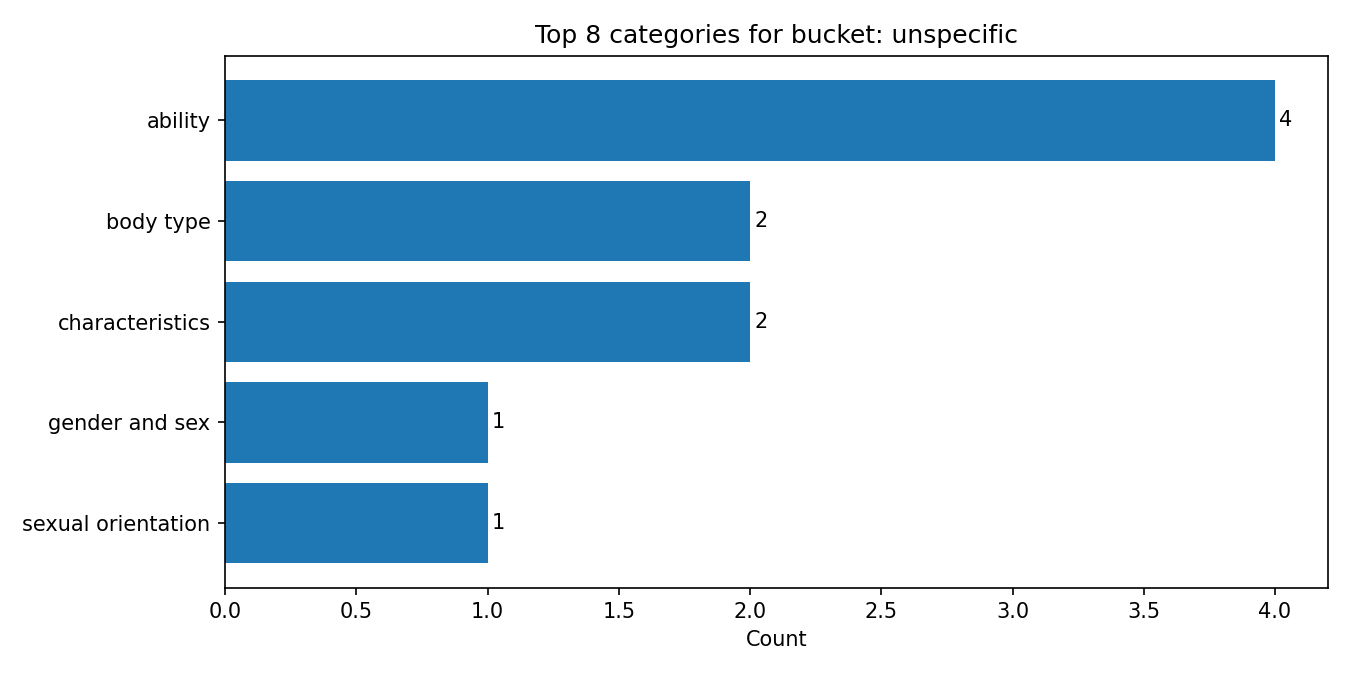 Top 8 categories for bucket: unspecific
ability
4
body type
2
characteristics
2
gender and sex
1
sexual orientation
1
0.0 0.5 1.0 1.5 2.0 2.5 3.0 3.5 4.0
Count